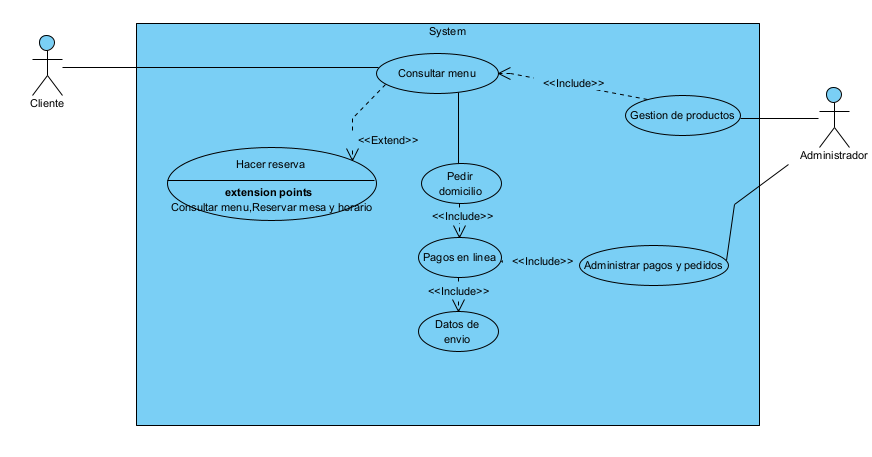 System
Consultar menu
<<Include>>
Cliente
Gestion de productos
Administrador
<<Extend>>
Hacer reserva
extension points
Consultar menu,Reservar mesa y horario
Pedir
domicilio
<<Include>>
Pagos en linea
<<Include>>
Administrar pagos y pedidos
<<Include>>
Datos de
envio